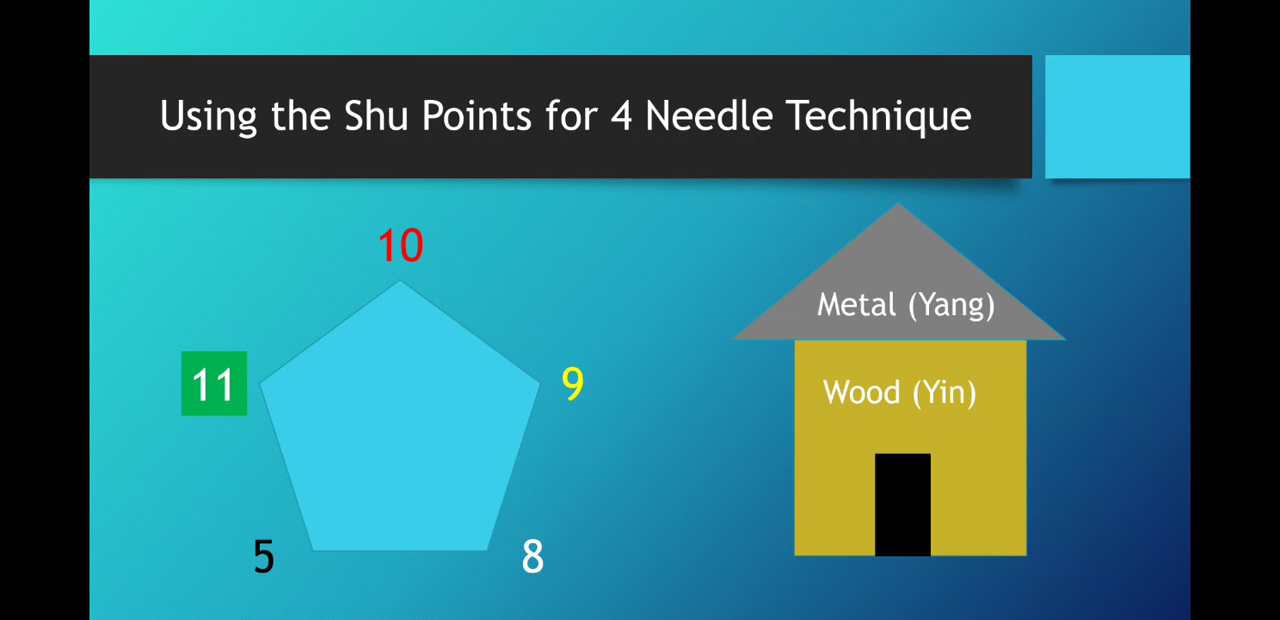 Using the Shu Points for 4 Needle Technique
10
11
9
5
8
Metal (Yang)
Wood (Yin)